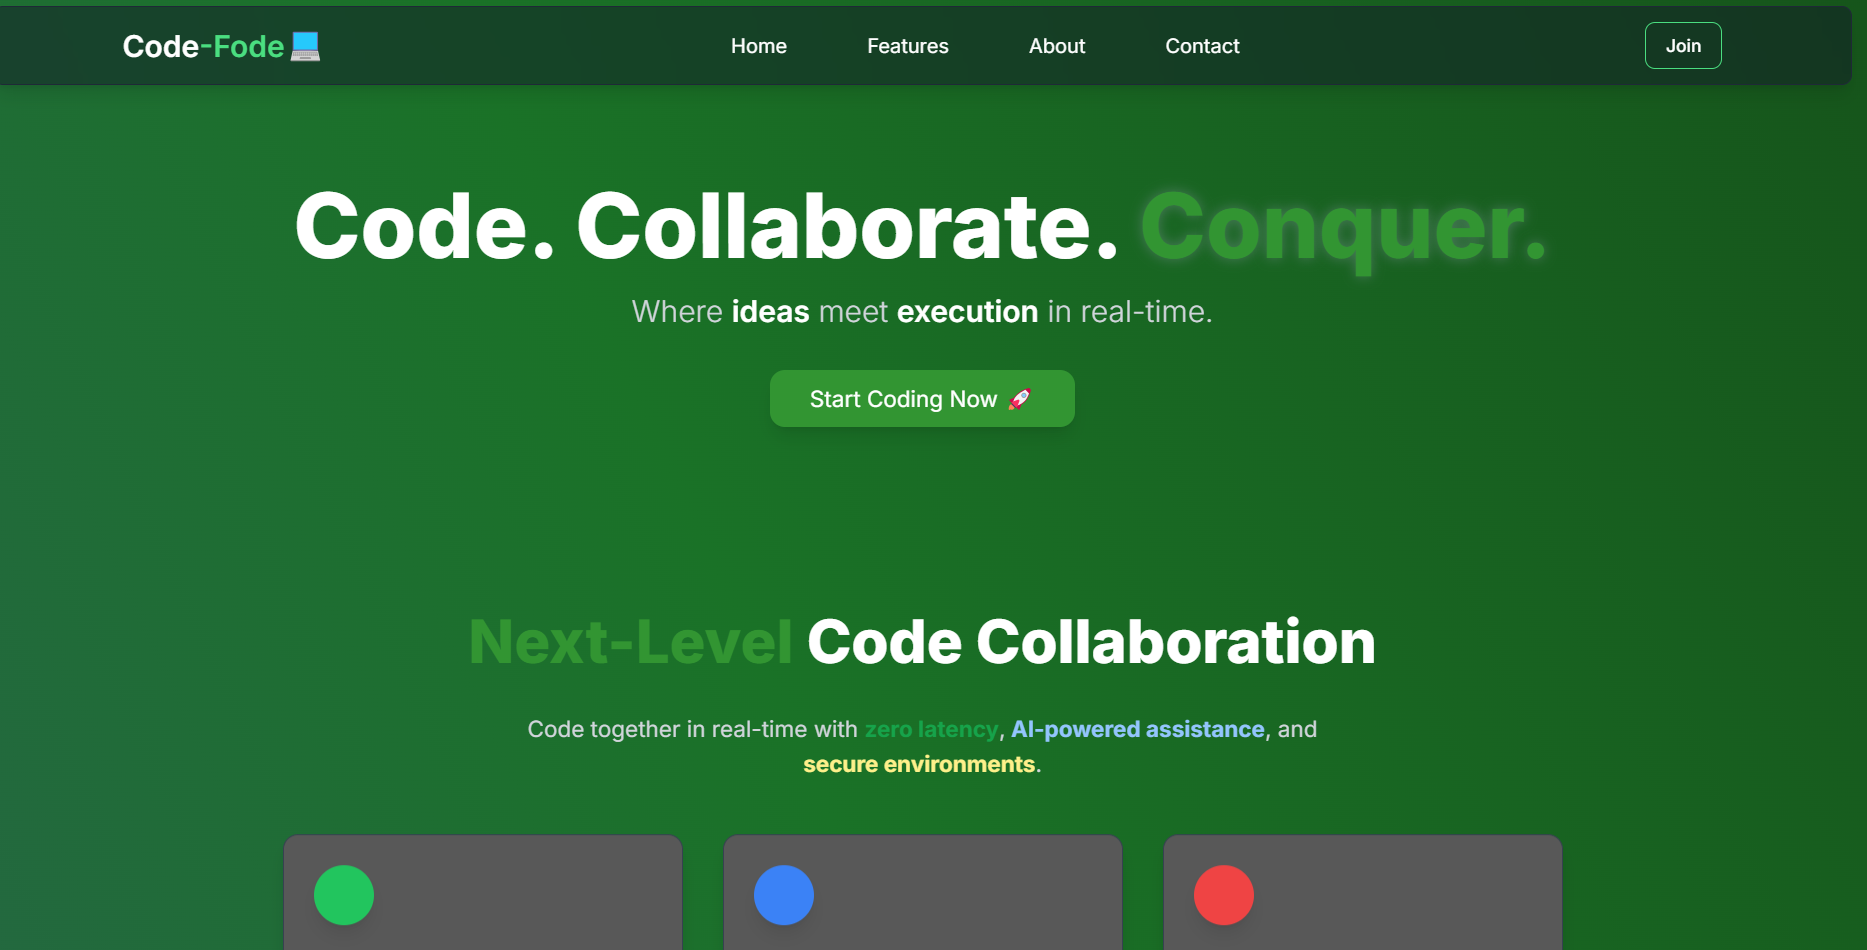 Code-Fode💻
Home
Features
About
Contact
Join
Code. Collaborate. Conquer.
Where ideas meet execution in real-time.
Start Coding Now 🚀
Next-Level Code Collaboration
Code together in real-time with zero latency, AI-powered assistance, and
secure environments.